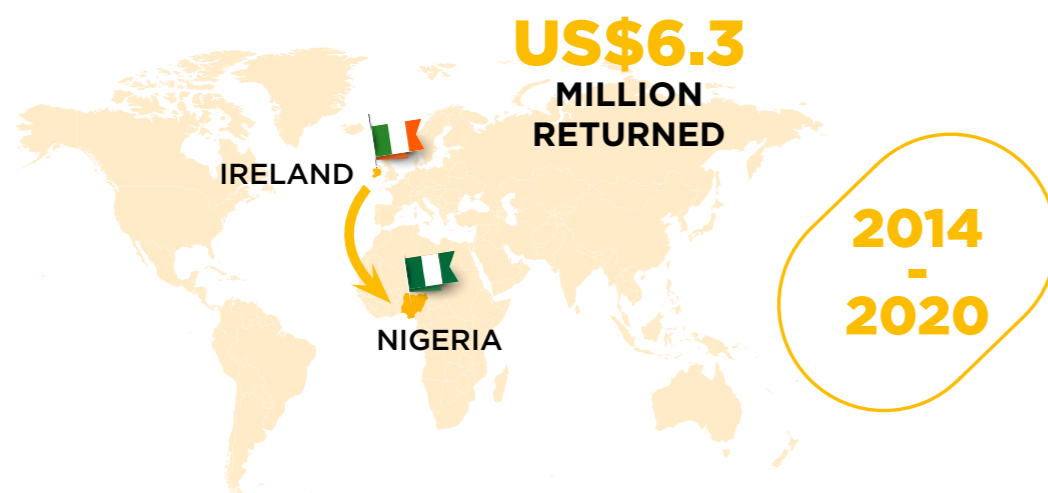 US$6.3
MILLION
RETURNED
IRELAND
NIGERIA
2014
-
2020